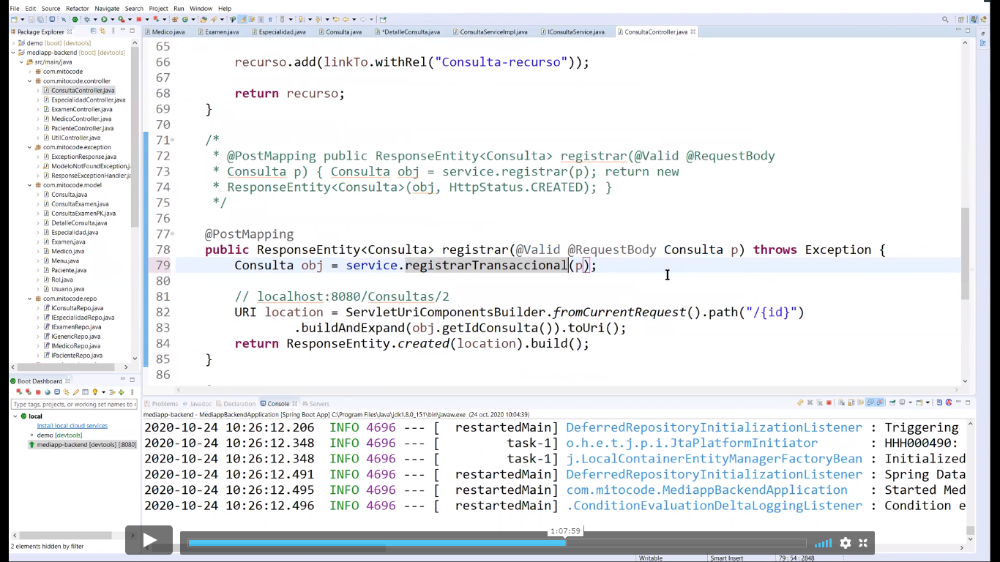 File Edit Source Refactor Navigate Search Project Run Window Help
Package Explorer
demo [boot] [devtools]
mediapp-backend [boot] [devtools]
src/main/java
com.mitocode
com.mitocode.controller
ConsultaController.java
EspecialidadController.java
ExamenController.java
MedicoController.java
PacienteController.java
UtilController.java
com.mitocode.exception
ExceptionResponse.java
ModeloNotFoundException.java
ResponseExceptionHandler.ja
com.mitocode.model
Consulta.java
ConsultaExamen.java
ConsultaExamenPK.java
DetalleConsulta.java
Especialidad.java
Examen.java
Medico.java
Menu.java
Paciente.java
Rol.java
Usuario.java
com.mitocode.repo
IConsultaRepo.java
IEspecialidadRepo.java
IExamenRepo.java
IGenericRepo.java
IMedicoRepo.java
IPacienteRepo.java
Boot Dashboard
Type tags, projects, or working set names to
local
Install local cloud services
demo [devtools]
mediapp-backend [devtools] [:8080]
2 elements hidden by filter
Medico.java Examen.java Especialidad.java Consulta.java *DetalleConsulta.java ConsultaServiceImpl.java IConsultaService.java ConsultaController.java
65
66 recurso.add(linkTo.withRel("Consulta-recurso"));
67
68 return recurso;
69 }
70
71 /*
72 * @PostMapping public ResponseEntity<Consulta> registrar(@Valid @RequestBody
73 * Consulta p) { Consulta obj = service.registrar(p); return new
74 * ResponseEntity<Consulta>(obj, HttpStatus.CREATED); }
75 */
76
77 @PostMapping
78 public ResponseEntity<Consulta> registrar(@Valid @RequestBody Consulta p) throws Exception {
79 Consulta obj = service.registrarTransaccional(p);
80
81 // localhost:8080/Consultas/2
82 URI location = ServletUriComponentsBuilder.fromCurrentRequest().path("/{id}")
83 .buildAndExpand(obj.getIdConsulta()).toUri();
84 return ResponseEntity.created(location).build();
85 }
86
Problems Javadoc Declaration Console Servers
mediapp-backend - MediappBackendApplication [Spring Boot App] C:\Program Files\Java\jdk1.8.0_151\bin\javaw.exe (24 oct. 2020 10:04:39)
2020-10-24 10:26:12.206 INFO 4696 --- [ restartedMain] DeferredRepositoryInitializationListener : Triggering
2020-10-24 10:26:12.348 INFO 4696 --- [ task-1] o.h.e.t.j.p.i.JtaPlatformInitiator : HHH000490:
2020-10-24 10:26:12.348 INFO 4696 --- [ task-1] j.LocalContainerEntityManagerFactoryBean : Initialized
2020-10-24 10:26:12.491 INFO 4696 --- [ restartedMain] DeferredRepositoryInitializationListener : Spring Data
2020-10-24 10:26:12.495 INFO 4696 --- [ restartedMain] com.mitocode.MediappBackendApplication : Started Med
2020-10-24 10:26:12.496 INFO 4696 --- [ restartedMain] .ConditionEvaluationDeltaLoggingListener : Condition e
1:07:59
Writable Smart Insert 79 : 54 : 2848